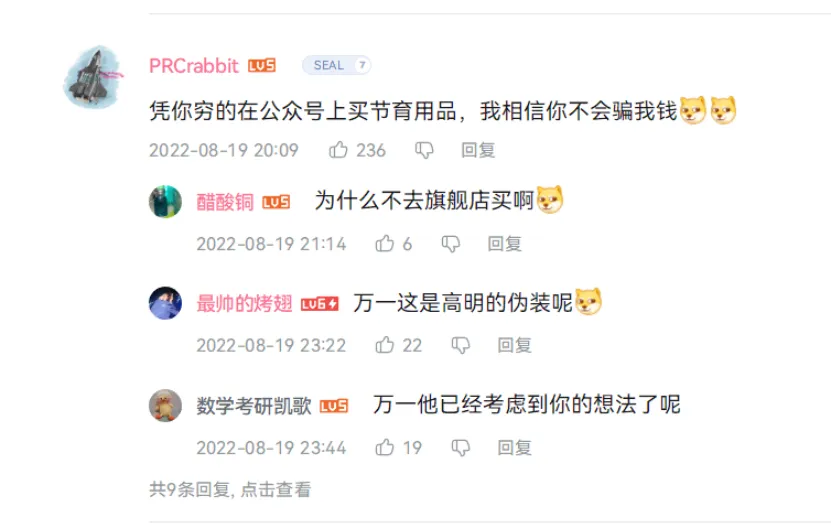 PRCrabbit LV5 SEAL 7
凭你穷的在公众号上买节育用品，我相信你不会骗我钱
2022-08-19 20:09 236 回复
醋酸铜 LV5 为什么不去旗舰店买啊
2022-08-19 21:14 6 回复
最帅的烤翅 LV6 万一这是高明的伪装呢
2022-08-19 23:22 22 回复
数学考研凯歌 LV5 万一他已经考虑到你的想法了呢
2022-08-19 23:44 19 回复
共9条回复, 点击查看